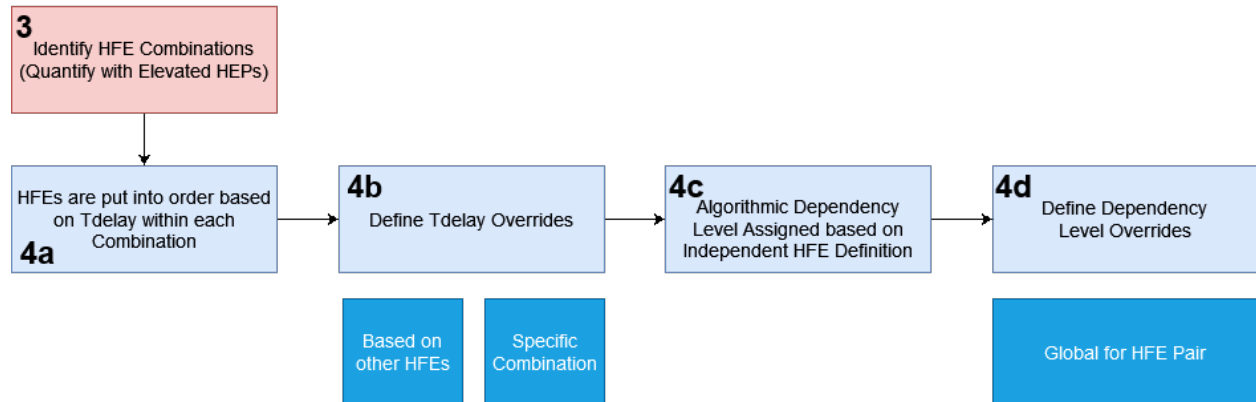 3
Identify HFE Combinations
(Quantify with Elevated HEPs)
HFEs are put into order based
on Tdelay within each
Combination
4a
4b
Define Tdelay Overrides
4c
Algorithmic Dependency
Level Assigned based on
Independent HFE Definition
4d
Define Dependency
Level Overrides
Based on
other HFEs
Specific
Combination
Global for HFE Pair